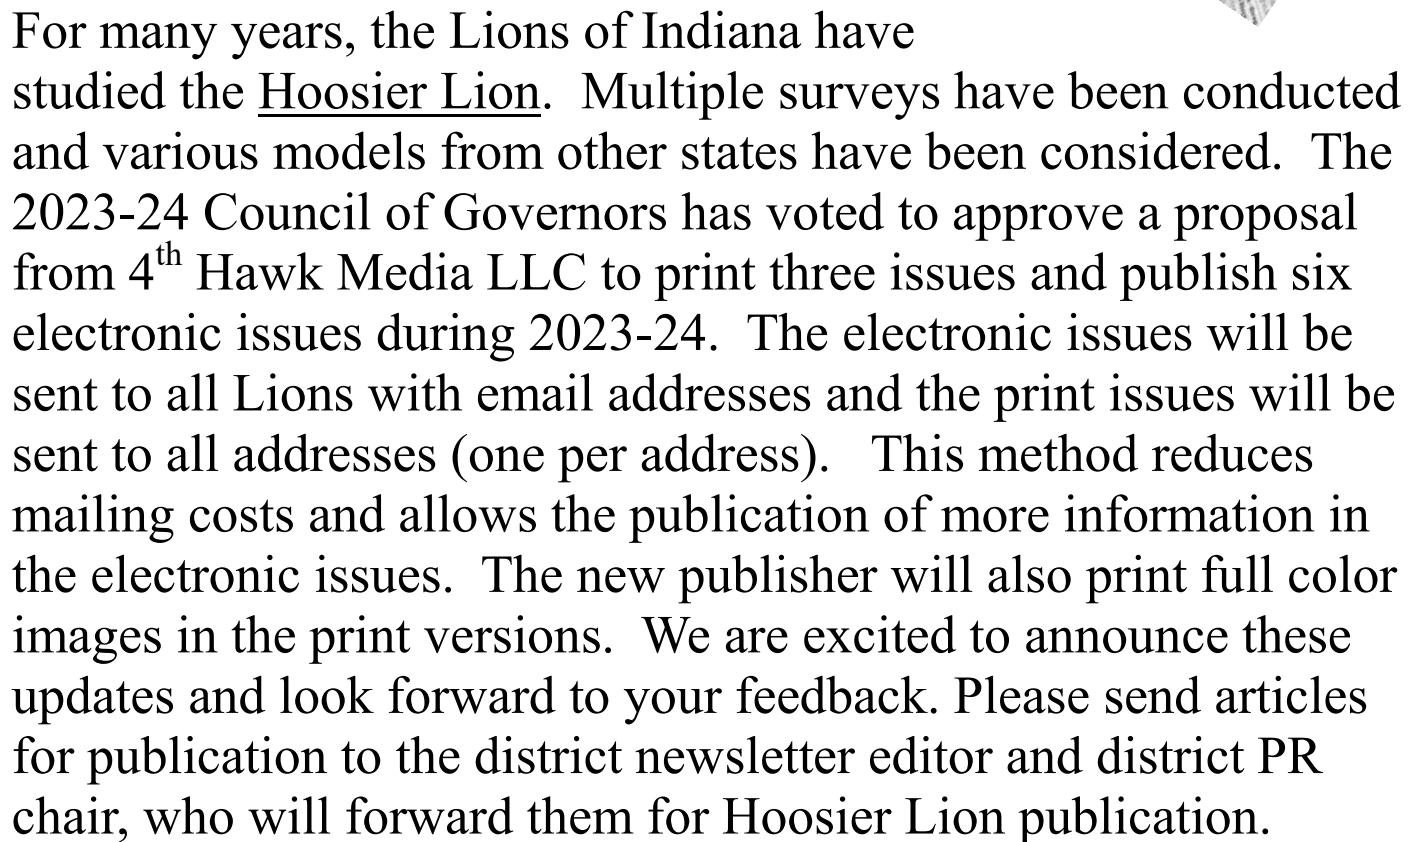 For many years, the Lions of Indiana have
studied the Hoosier Lion.  Multiple surveys have been conducted
and various models from other states have been considered.  The
2023-24 Council of Governors has voted to approve a proposal
from 4th Hawk Media LLC to print three issues and publish six
electronic issues during 2023-24.  The electronic issues will be
sent to all Lions with email addresses and the print issues will be
sent to all addresses (one per address).   This method reduces
mailing costs and allows the publication of more information in
the electronic issues.  The new publisher will also print full color
images in the print versions.  We are excited to announce these
updates and look forward to your feedback. Please send articles
for publication to the district newsletter editor and district PR
chair, who will forward them for Hoosier Lion publication.